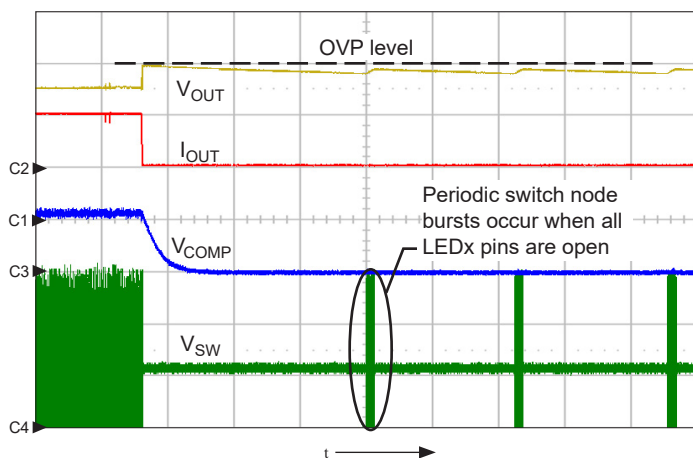 OVP level
VOUT
IOUT
C2
Periodic switch node
bursts occur when all
LEDx pins are open
C1
VCOMP
C3
VSW
C4
t